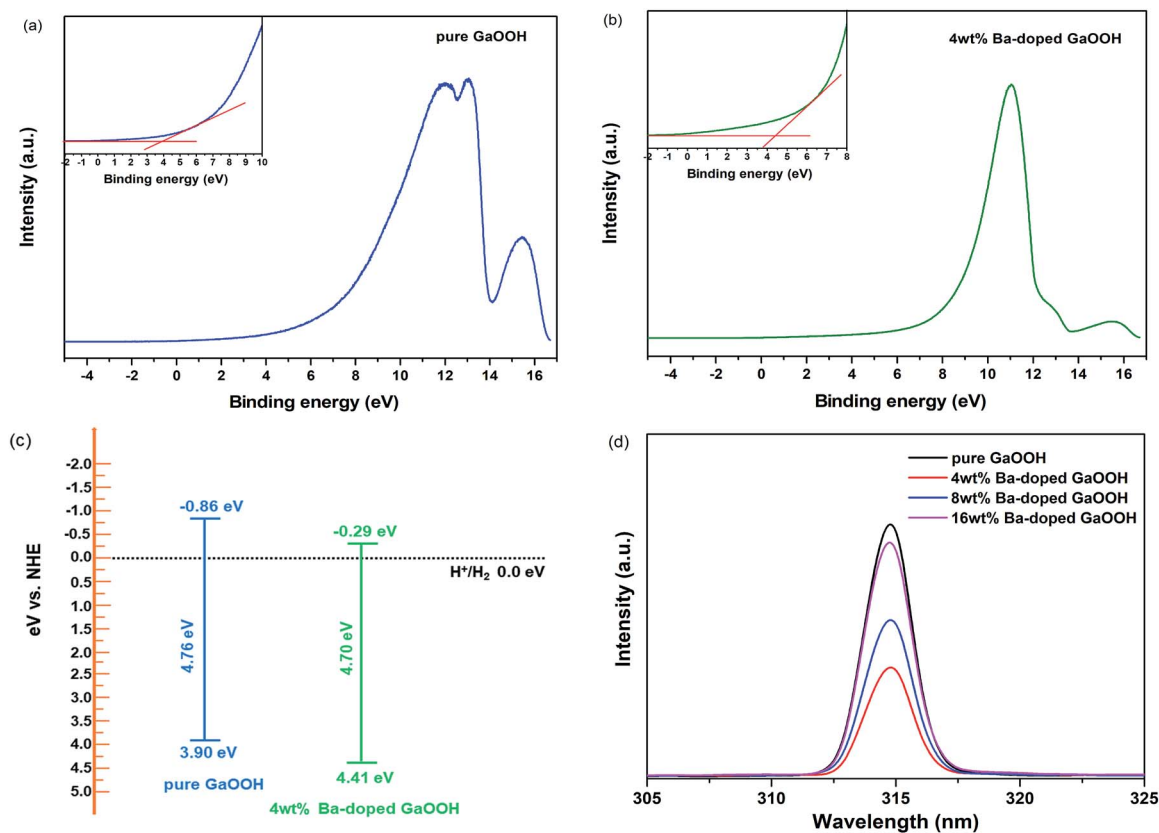 (a)
pure GaOOH
Intensity (a.u.)
-2 -1 0 1 2 3 4 5 6 7 8 9 10
Binding energy (eV)
-4 -2 0 2 4 6 8 10 12 14 16
Binding energy (eV)
(b)
4wt% Ba-doped GaOOH
Intensity (a.u.)
-2 -1 0 1 2 3 4 5 6 7 8
Binding energy (eV)
-4 -2 0 2 4 6 8 10 12 14 16
Binding energy (eV)
(c)
eV vs. NHE
-2.0
-1.5
-1.0
-0.5
0.0
0.5
1.0
1.5
2.0
2.5
3.0
3.5
4.0
4.5
5.0
-0.86 eV
4.76 eV
3.90 eV
pure GaOOH
-0.29 eV
H⁺/H₂ 0.0 eV
4.70 eV
4.41 eV
4wt% Ba-doped GaOOH
(d)
pure GaOOH
4wt% Ba-doped GaOOH
8wt% Ba-doped GaOOH
16wt% Ba-doped GaOOH
Intensity (a.u.)
305 310 315 320 325
Wavelength (nm)